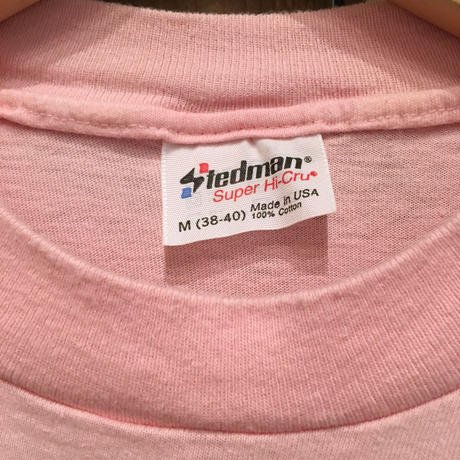 Stedman®
Super Hi-Cru®
M (38-40) Made in USA
100% Cotton